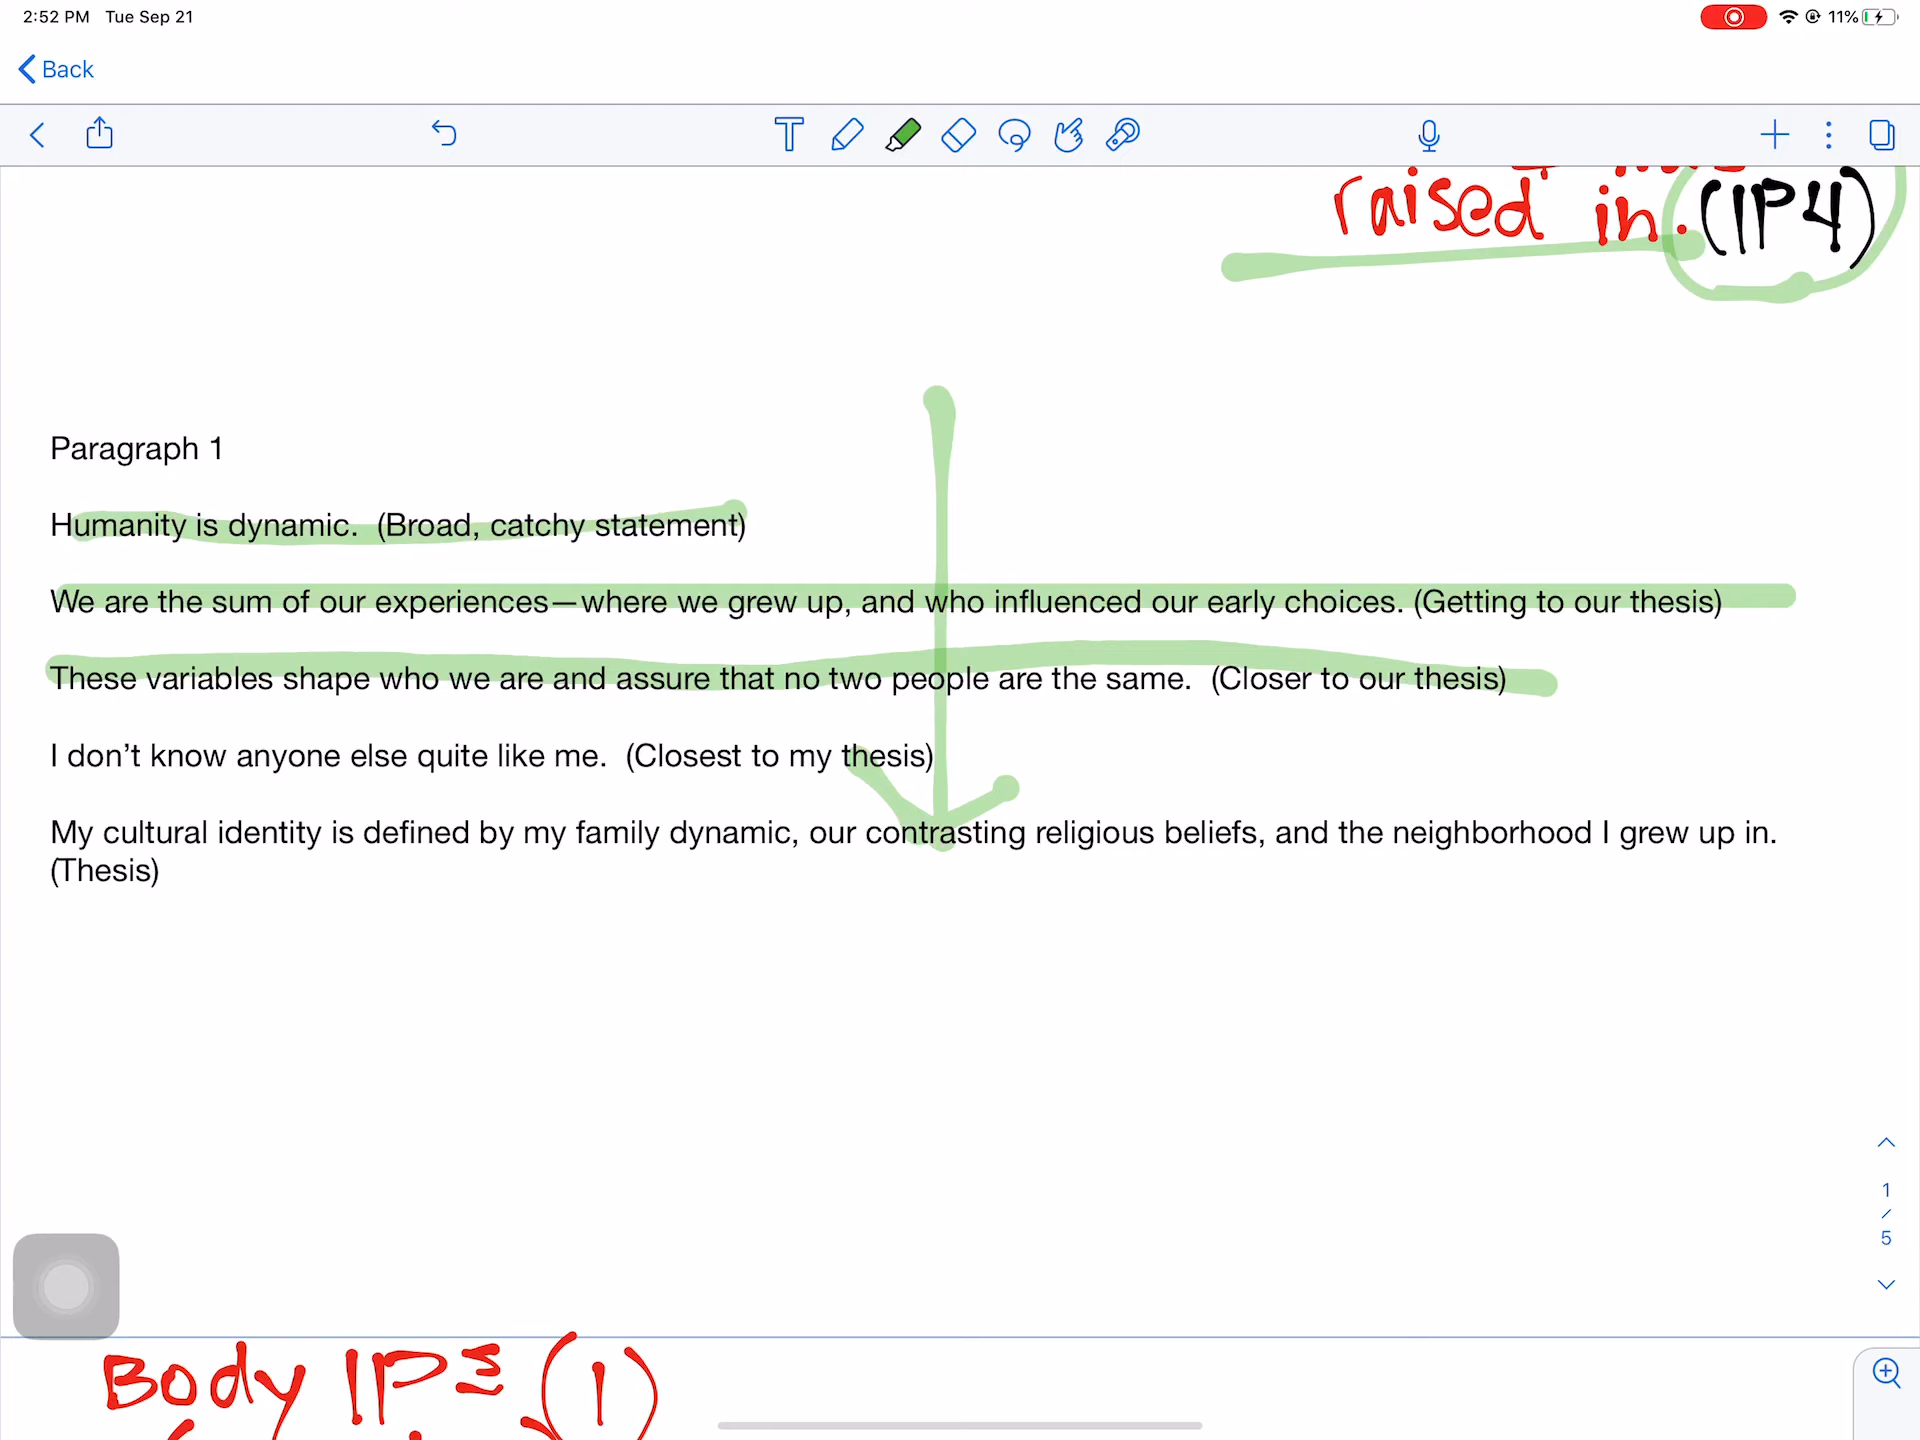 2:52 PM Tue Sep 21
11%
Back
raised in. (IP4)
Paragraph 1
Humanity is dynamic. (Broad, catchy statement)
We are the sum of our experiences—where we grew up, and who influenced our early choices. (Getting to our thesis)
These variables shape who we are and assure that no two people are the same. (Closer to our thesis)
I don’t know anyone else quite like me. (Closest to my thesis)
My cultural identity is defined by my family dynamic, our contrasting religious beliefs, and the neighborhood I grew up in.
(Thesis)
1
/
5
Body (1)